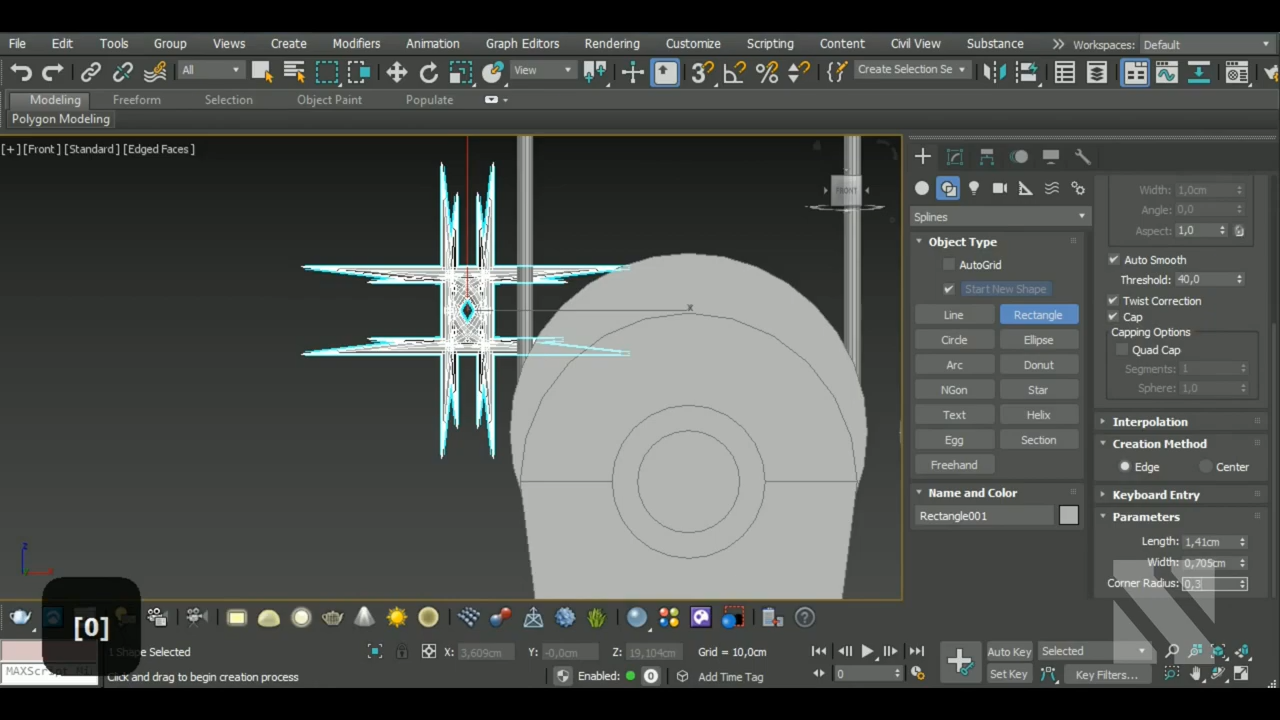 File Edit Tools Group Views Create Modifiers Animation Graph Editors Rendering Customize Scripting Content Civil View Substance Workspaces: Default
All View Create Selection Se
Modeling Freeform Selection Object Paint Populate
Polygon Modeling
[+] [Front] [Standard] [Edged Faces]
FRONT
x
z
Splines
Object Type
AutoGrid
Start New Shape
Line Rectangle
Circle Ellipse
Arc Donut
NGon Star
Text Helix
Egg Section
Freehand
Name and Color
Rectangle001
Width: 1,0cm
Angle: 0,0
Aspect: 1,0
Auto Smooth
Threshold: 40,0
Twist Correction
Cap
Capping Options
Quad Cap
Segments: 1
Sphere: 1,0
Interpolation
Creation Method
Edge Center
Keyboard Entry
Parameters
Length: 1,41cm
Width: 0,705cm
Corner Radius: 0,3
[0]
1 Shape Selected X: 3,609cm Y: -0,0cm Z: 19,104cm Grid = 10,0cm Auto Key Selected
Click and drag to begin creation process Enabled: 0 Add Time Tag 0 Set Key Key Filters...